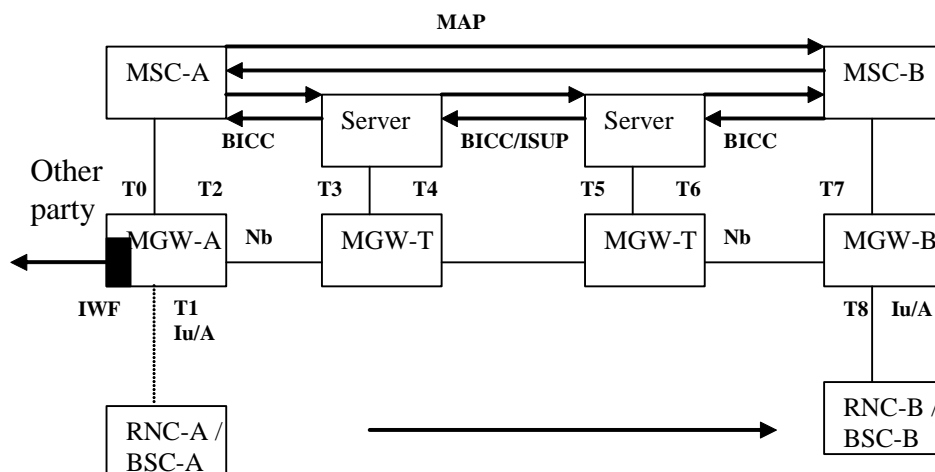 MAP
MSC-A
MSC-B
Server
Server
BICC
BICC/ISUP
BICC
Other
party
T0
T2
T3
T4
T5
T6
T7
MGW-A
Nb
MGW-T
MGW-T
Nb
MGW-B
IWF
T1
Iu/A
T8
Iu/A
RNC-A /
BSC-A
RNC-B /
BSC-B